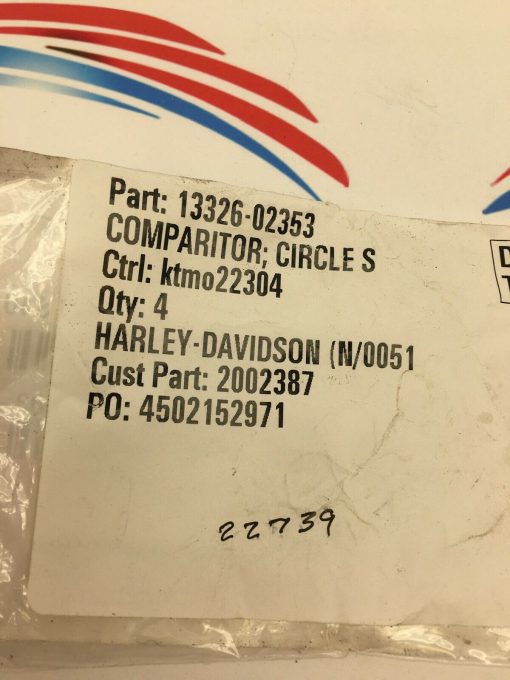 Part: 13326-02353
COMPARITOR; CIRCLE S
Ctrl: ktmo22304
Qty: 4
HARLEY-DAVIDSON (N/0051
Cust Part: 2002387
PO: 4502152971
22739